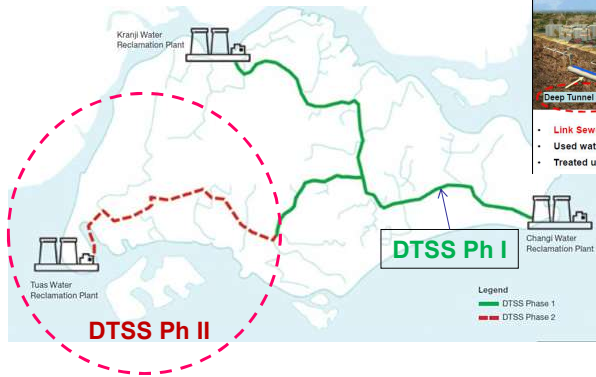 Kranji Water
Reclamation Plant
Deep Tunnel
Link Sew
Used wat
Treated u
DTSS Ph I
Changi Water
Reclamation Plant
Tuas Water
Reclamation Plant
DTSS Ph II
Legend
DTSS Phase 1
DTSS Phase 2